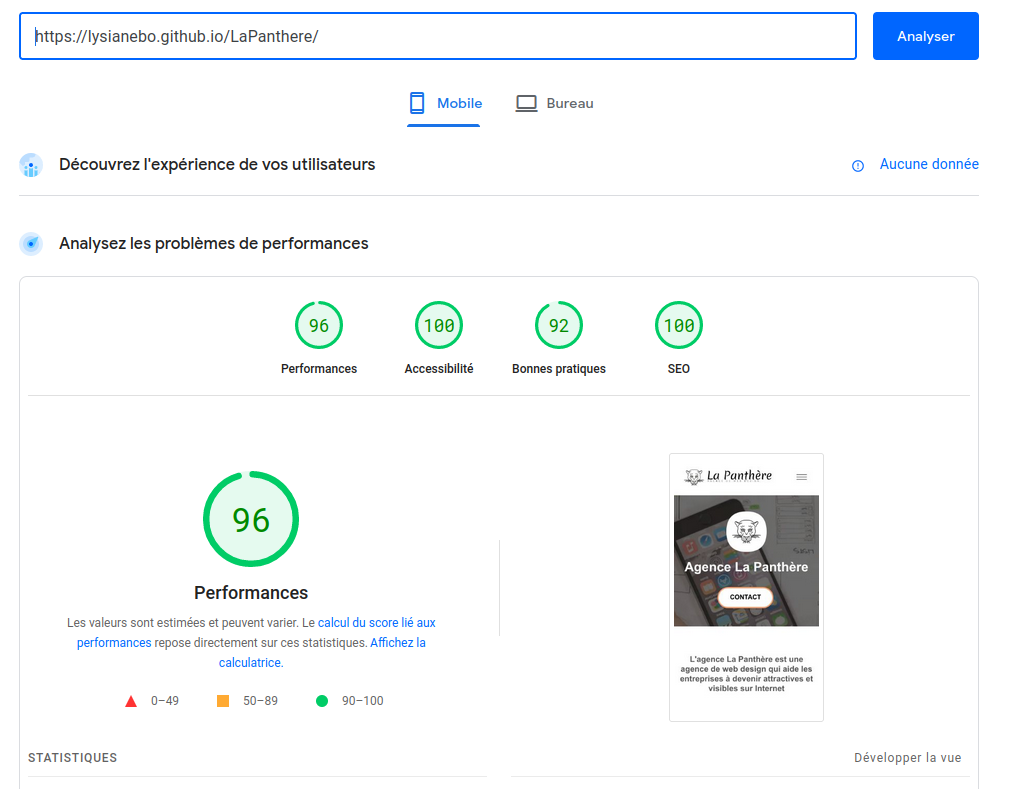 https://lysianebo.github.io/LaPanthere/
Analyser
Mobile
Bureau
Découvrez l'expérience de vos utilisateurs
Aucune donnée
Analysez les problèmes de performances
96
100
92
100
Performances
Accessibilité
Bonnes pratiques
SEO
96
Performances
Les valeurs sont estimées et peuvent varier. Le calcul du score lié aux
performances repose directement sur ces statistiques. Affichez la
calculatrice.
0–49
50–89
90–100
La Panthère
Agence La Panthère
CONTACT
L'agence La Panthère est une
agence de web design qui aide les
entreprises à devenir attractives et
visibles sur Internet
STATISTIQUES
Développer la vue